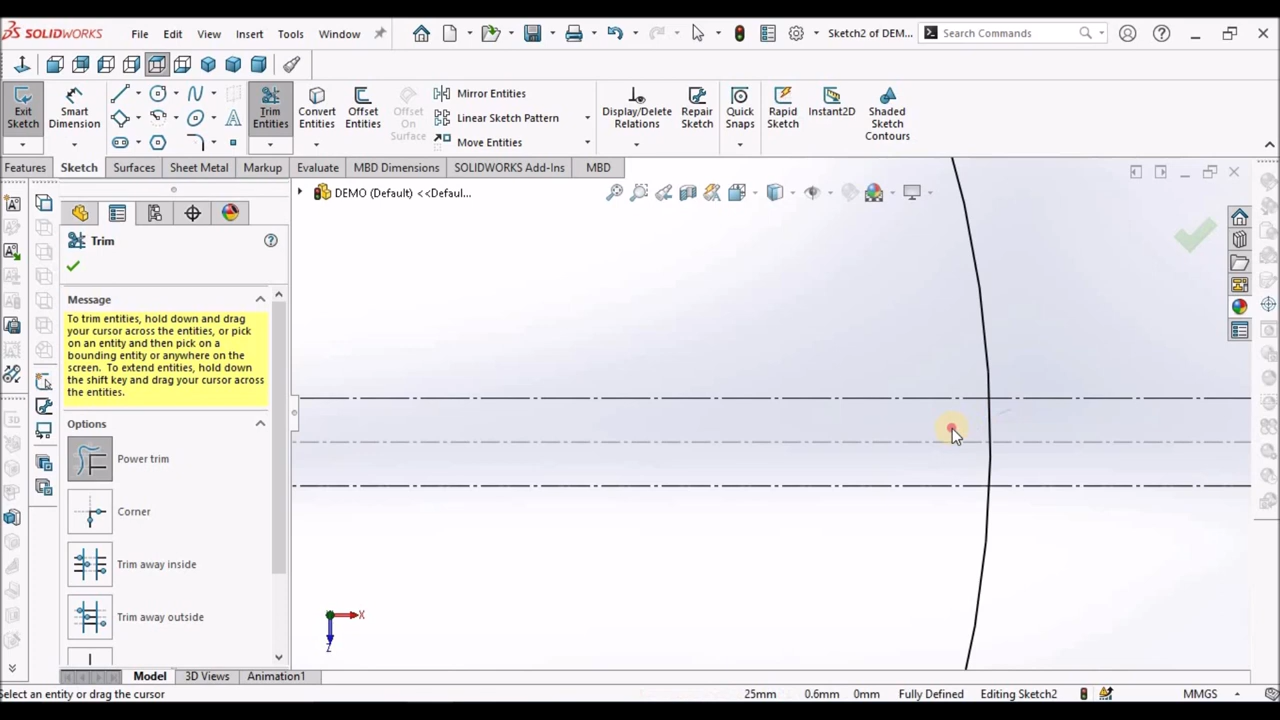 SOLIDWORKS
File
Edit
View
Insert
Tools
Window
Sketch2 of DEM...
Search Commands
Exit
Sketch
Smart
Dimension
Trim
Entities
Convert
Entities
Offset
Entities
Offset
On
Surface
Mirror Entities
Linear Sketch Pattern
Move Entities
Display/Delete
Relations
Repair
Sketch
Quick
Snaps
Rapid
Sketch
Instant2D
Shaded
Sketch
Contours
Features
Sketch
Surfaces
Sheet Metal
Markup
Evaluate
MBD Dimensions
SOLIDWORKS Add-Ins
MBD
DEMO (Default) <<Defaul...
Trim
Message
To trim entities, hold down and drag
your cursor across the entities, or pick
on an entity and then pick on a
bounding entity or anywhere on the
screen.  To extend entities, hold down
the shift key and drag your cursor across
the entities.
Options
Power trim
Corner
Trim away inside
Trim away outside
X
Z
Model
3D Views
Animation1
Select an entity or drag the cursor
25mm
0.6mm
0mm
Fully Defined
Editing Sketch2
MMGS